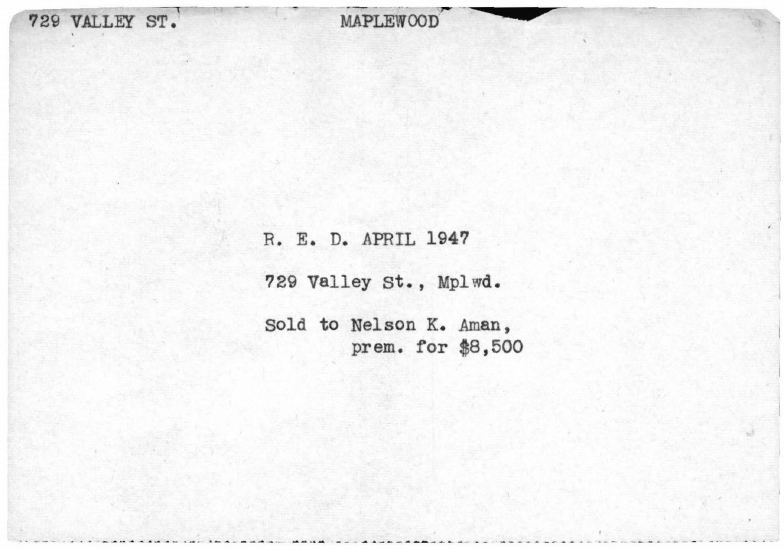 729 VALLEY ST. MAPLEWOOD
R. E. D. APRIL 1947
729 Valley St., Mplwd.
Sold to Nelson K. Aman,
prem. for $8,500